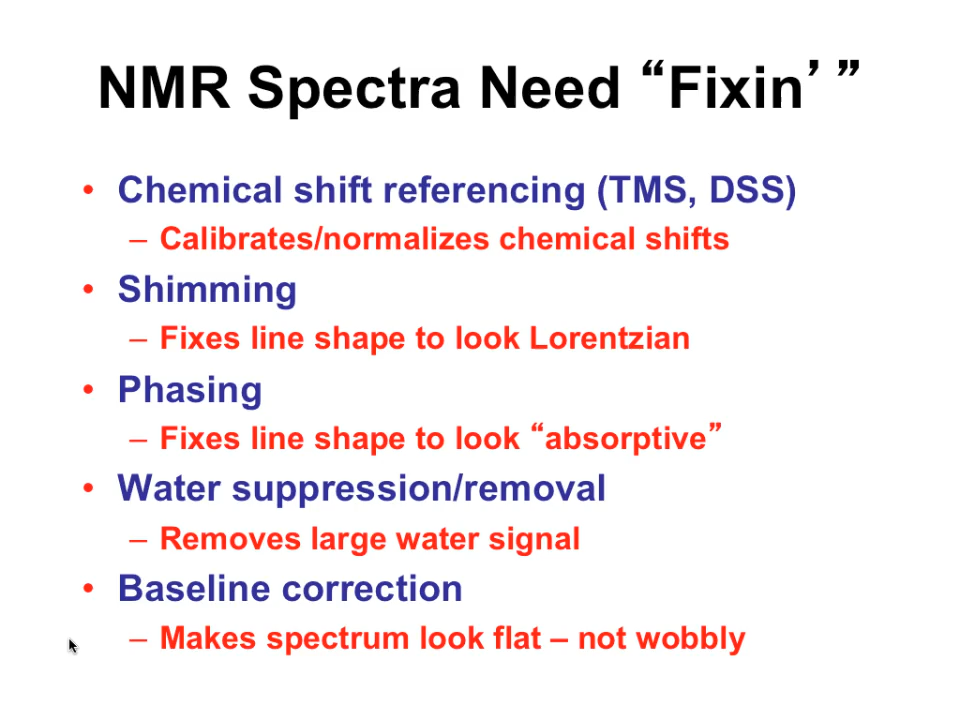 NMR Spectra Need “Fixin’”
• Chemical shift referencing (TMS, DSS)
– Calibrates/normalizes chemical shifts
• Shimming
– Fixes line shape to look Lorentzian
• Phasing
– Fixes line shape to look “absorptive”
• Water suppression/removal
– Removes large water signal
• Baseline correction
– Makes spectrum look flat – not wobbly